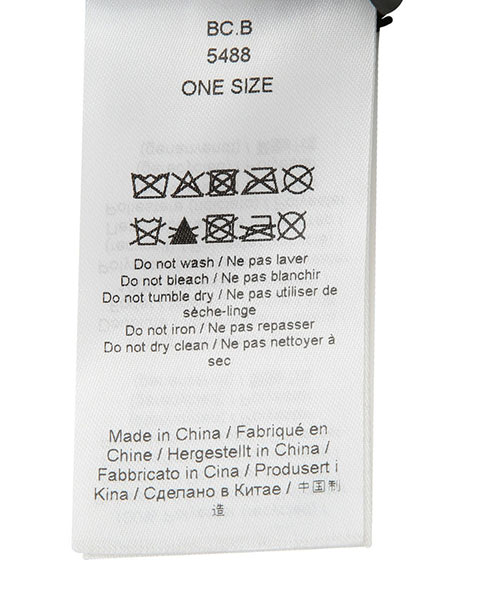 BC.B
5488
ONE SIZE
Do not wash / Ne pas laver
Do not bleach / Ne pas blanchir
Do not tumble dry / Ne pas utiliser de
sèche-linge
Do not iron / Ne pas repasser
Do not dry clean / Ne pas nettoyer à
sec
Made in China / Fabriqué en
Chine / Hergestellt in China /
Fabbricato in Cina / Produsert i
Kina / Сделано в Китае / 中国制
造